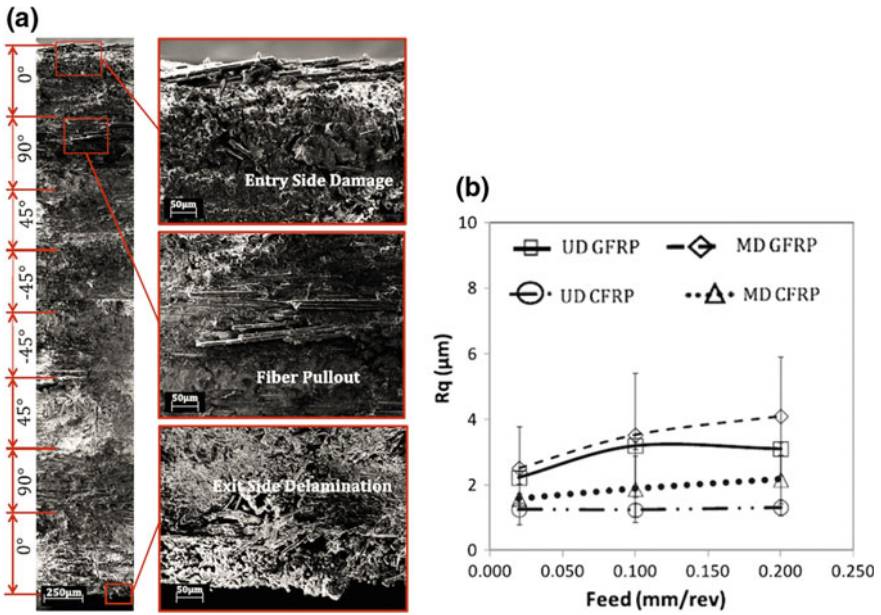 (a)
0°
90°
45°
-45°
-45°
45°
90°
0°
250μm
Entry Side Damage
50μm
Fiber Pullout
50μm
Exit Side Delamination
50μm
(b)
Rq (μm)
10
8
6
4
2
0
UD GFRP
MD GFRP
UD CFRP
MD CFRP
0.000 0.050 0.100 0.150 0.200 0.250
Feed (mm/rev)